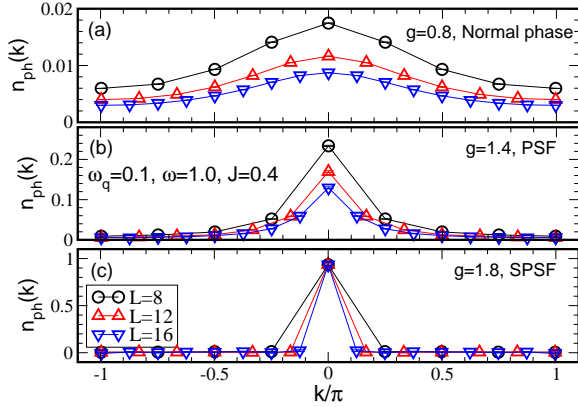 0.02
(a)
g=0.8, Normal phase
n_ph(k)
0.01
0
(b)
g=1.4, PSF
0.2
n_ph(k)
0.1
ω_q=0.1, ω=1.0, J=0.4
0
1
(c)
g=1.8, SPSF
n_ph(k)
0.5
L=8
L=12
L=16
0
-1 -0.5 0 0.5 1
k/π